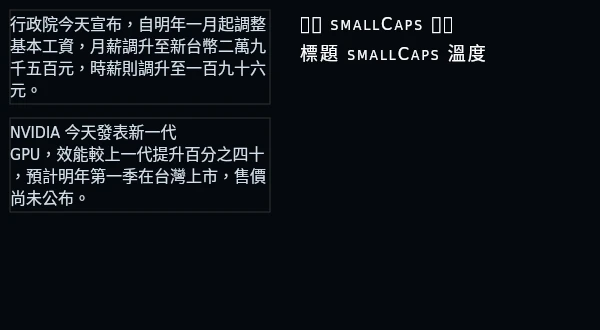 行政院今天宣布，自明年一月起調整
基本工資，月薪調升至新台幣二萬九
千五百元，時薪則調升至一百九十六
元。
NVIDIA 今天發表新一代
GPU，效能較上一代提升百分之四十
，預計明年第一季在台灣上市，售價
尚未公布。
sᴍᴀʟʟCᴀᴘs
標題 sᴍᴀʟʟCᴀᴘs 溫度